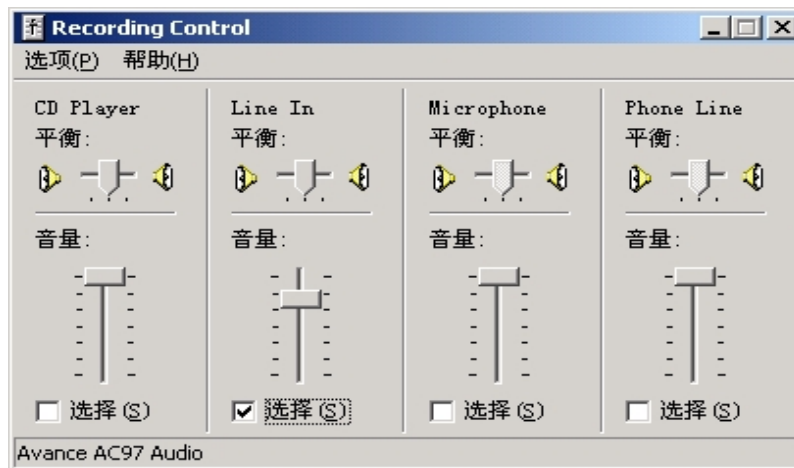 Recording Control
选项(P) 帮助(H)
CD Player
平衡:
音量:
选择(S)
Line In
平衡:
音量:
选择(S)
Microphone
平衡:
音量:
选择(S)
Phone Line
平衡:
音量:
选择(S)
Avance AC97 Audio